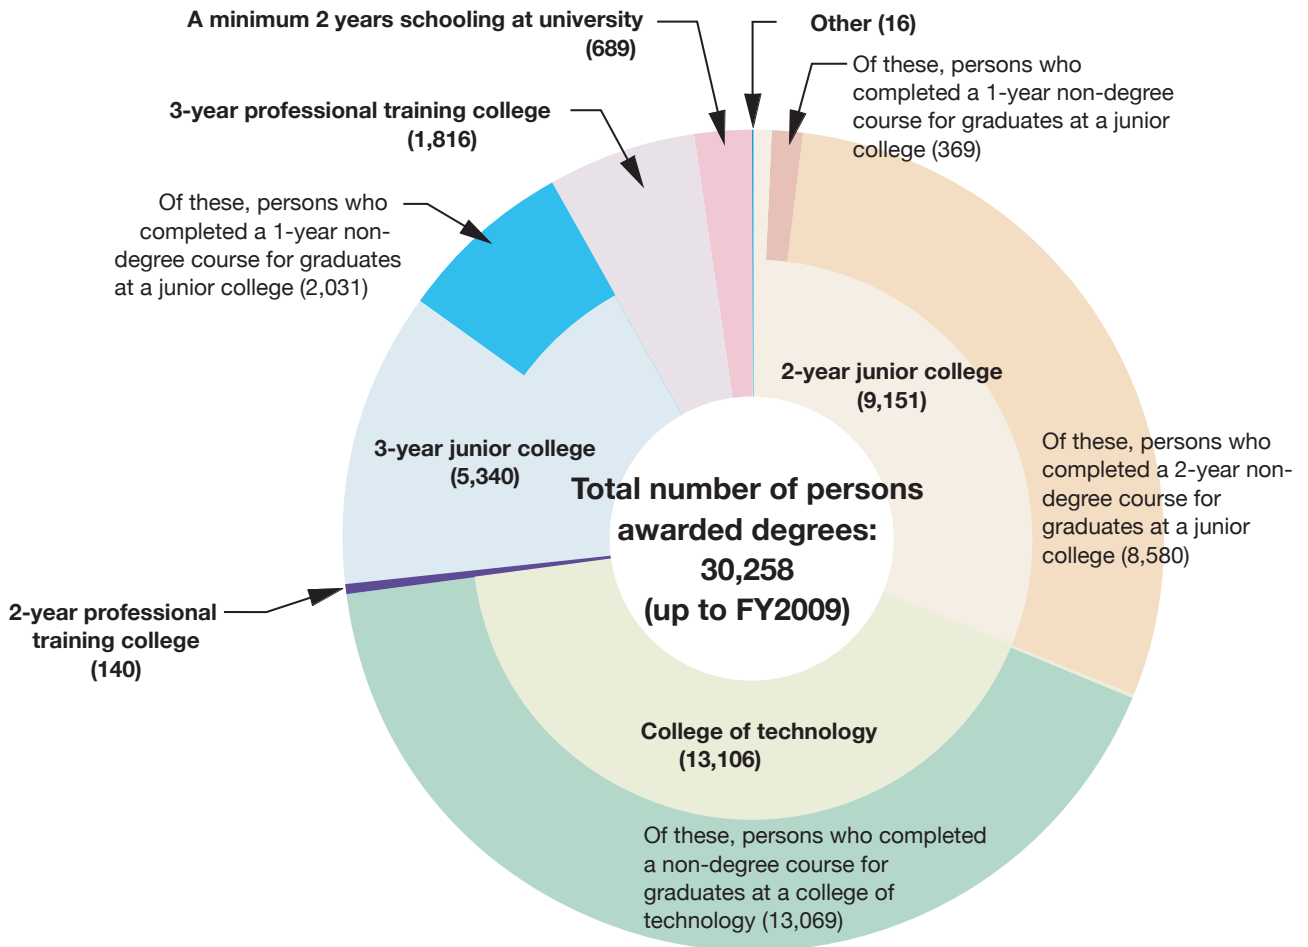 A minimum 2 years schooling at university
(689)
Other (16)
Of these, persons who
completed a 1-year non-degree
course for graduates at a junior
college (369)
3-year professional training college
(1,816)
Of these, persons who
completed a 1-year non-
degree course for graduates
at a junior college (2,031)
2-year junior college
(9,151)
Of these, persons who
completed a 2-year non-
degree course for
graduates at a junior
college (8,580)
3-year junior college
(5,340)
Total number of persons
awarded degrees:
30,258
(up to FY2009)
2-year professional
training college
(140)
College of technology
(13,106)
Of these, persons who completed
a non-degree course for
graduates at a college of
technology (13,069)